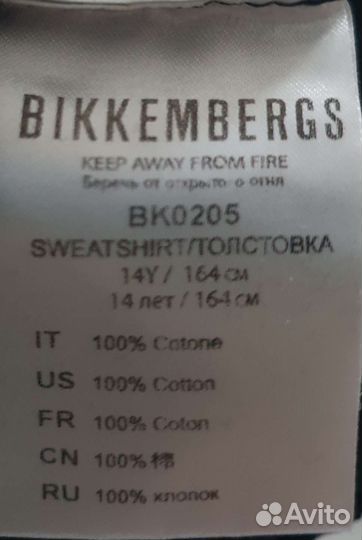 BIKKEMBERGS
KEEP AWAY FROM FIRE
Беречь от открытого огня
BK0205
SWEATSHIRT/ТОЛСТОВКА
14Y / 164 см
14 лет / 164 см
IT 100% Cotone
US 100% Cotton
FR 100% Coton
CN 100% 棉
RU 100% хлопок
Avito